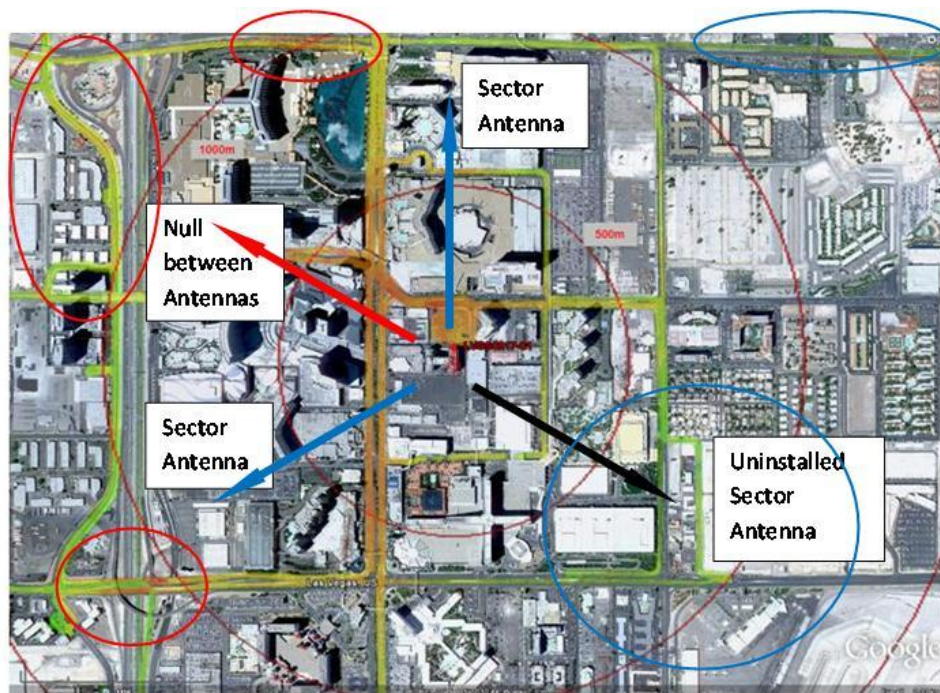 Sector
Antenna
1000m
Null
between
Antennas
500m
Sector
Antenna
Uninstalled
Sector
Antenna
Google